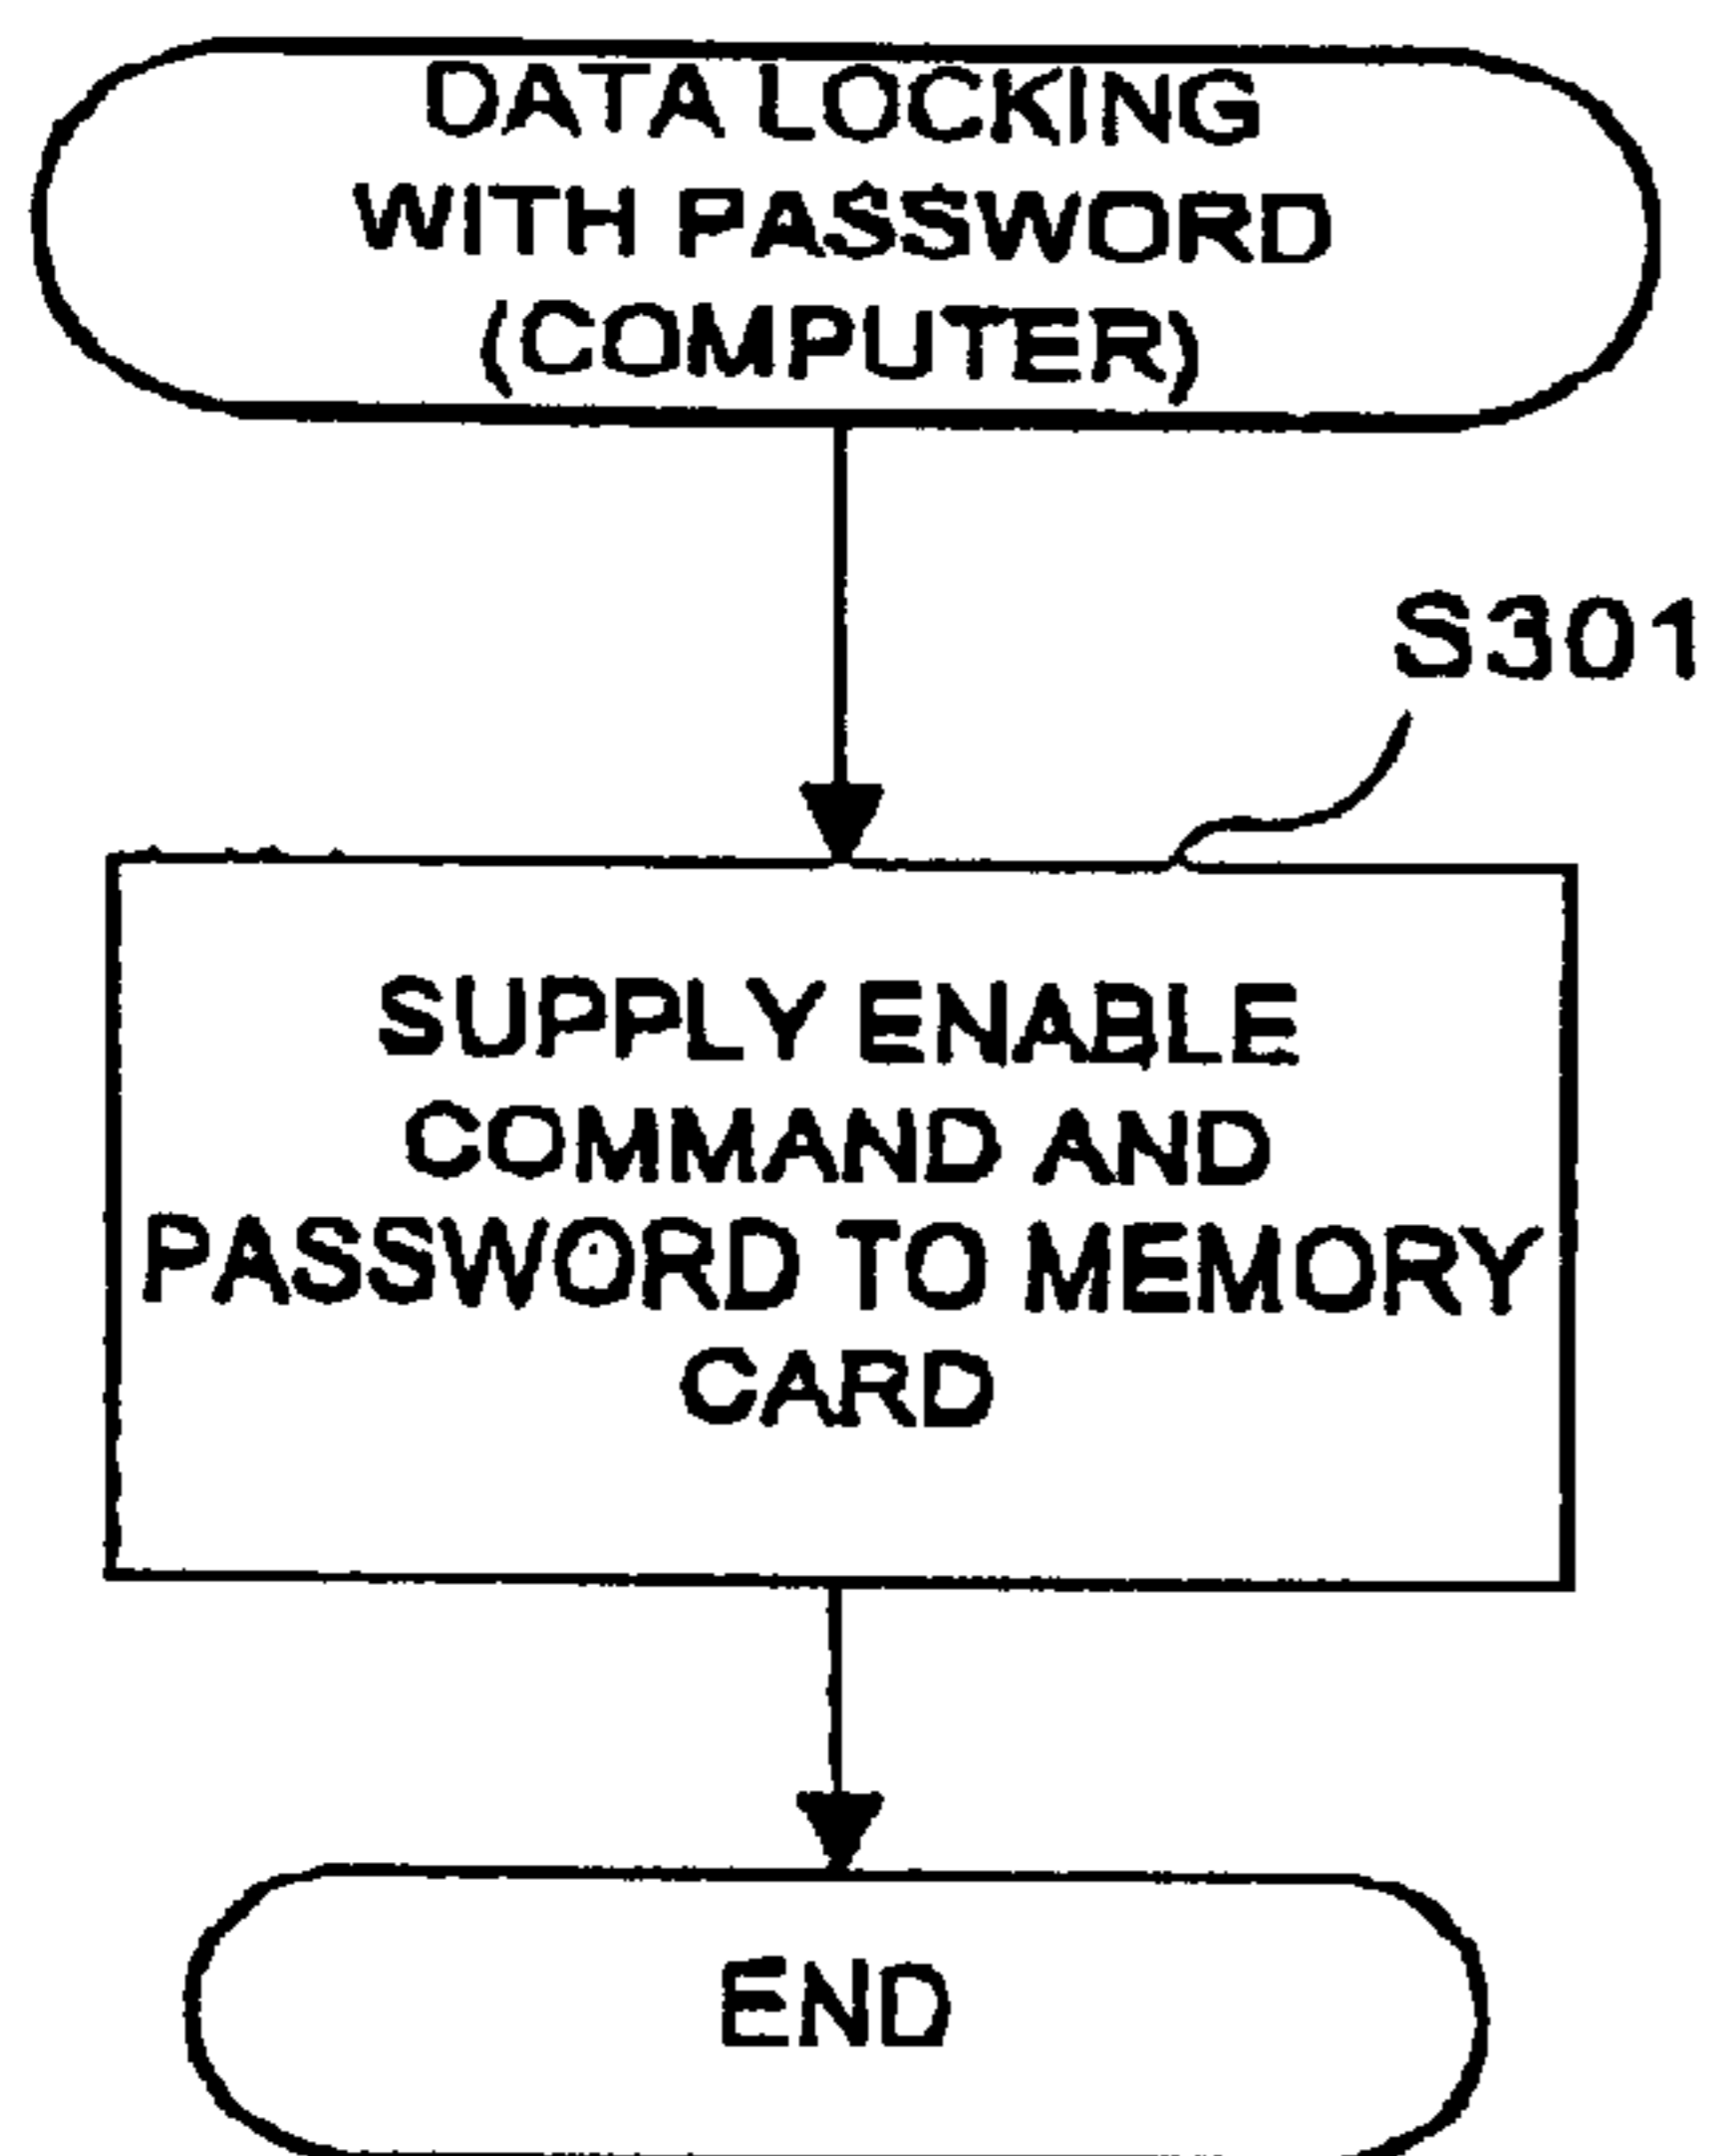 DATA LOCKING
WITH PASSWORD
(COMPUTER)
S301
SUPPLY ENABLE
COMMAND AND
PASSWORD TO MEMORY
CARD
END